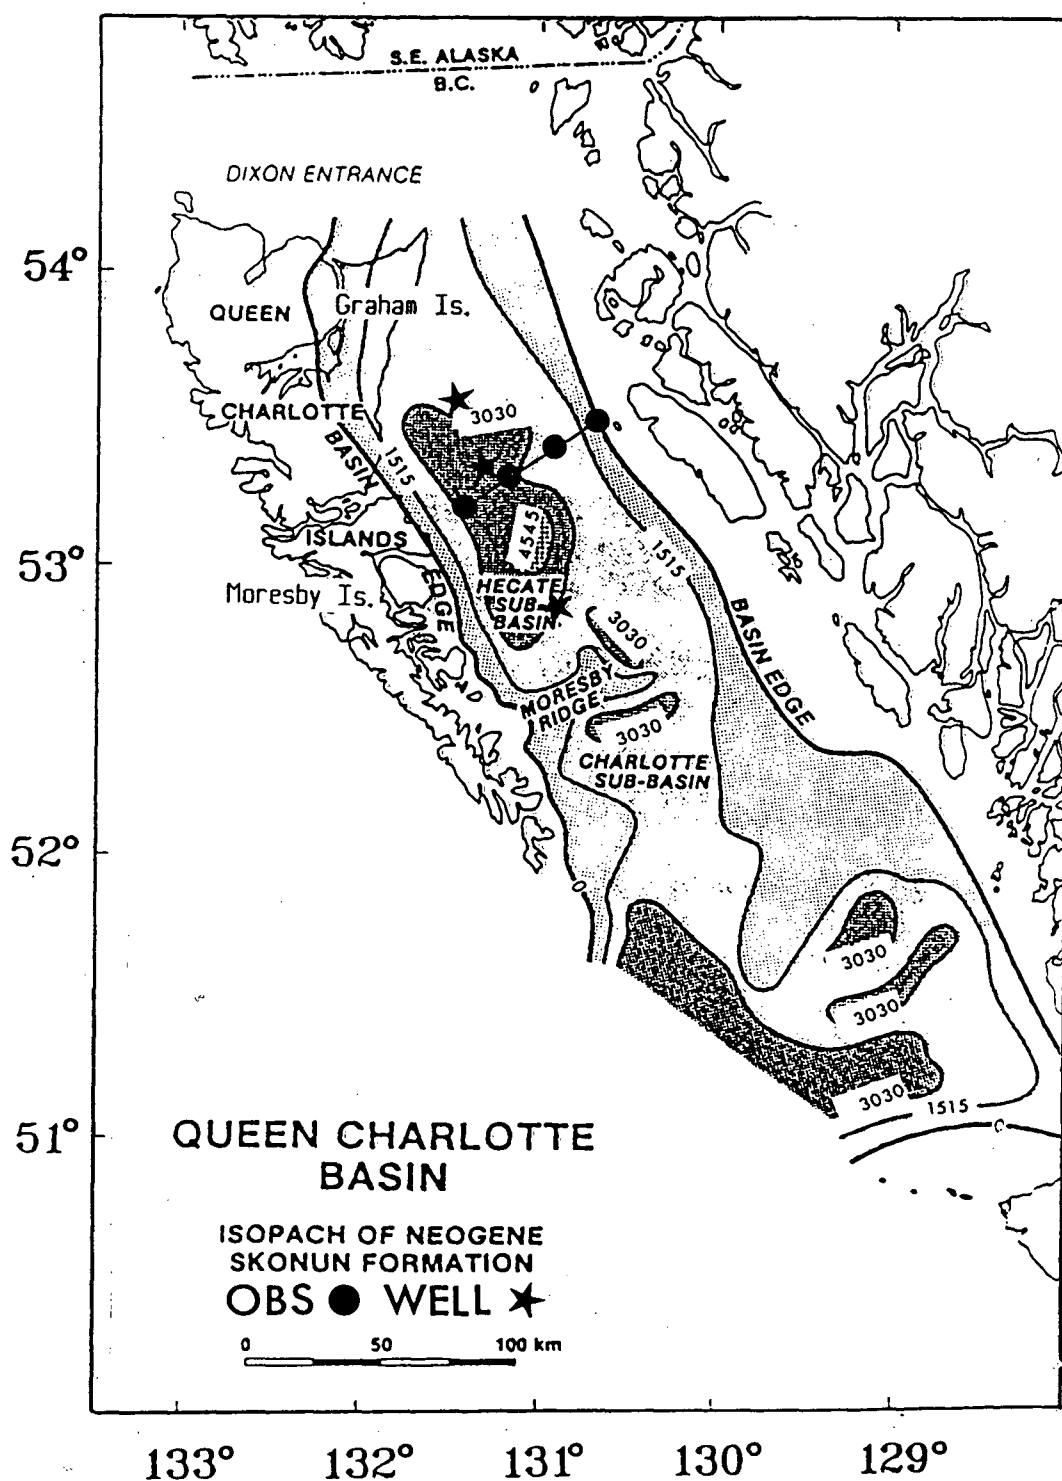 S.E. ALASKA
B.C.
DIXON ENTRANCE
54°
QUEEN
Graham Is.
CHARLOTTE
3030
BASIN
1515
ISLANDS
4545
53°
1515
EDGE
HECATE
SUB-
BASIN
Moresby Is.
3030
BASIN EDGE
MORESBY
RIDGE
3030
CHARLOTTE
SUB-BASIN
52°
0
3030
3030
3030
1515
0
51°
QUEEN CHARLOTTE
BASIN
ISOPACH OF NEOGENE
SKONUN FORMATION
OBS ● WELL ★
0 50 100 km
133° 132° 131° 130° 129°